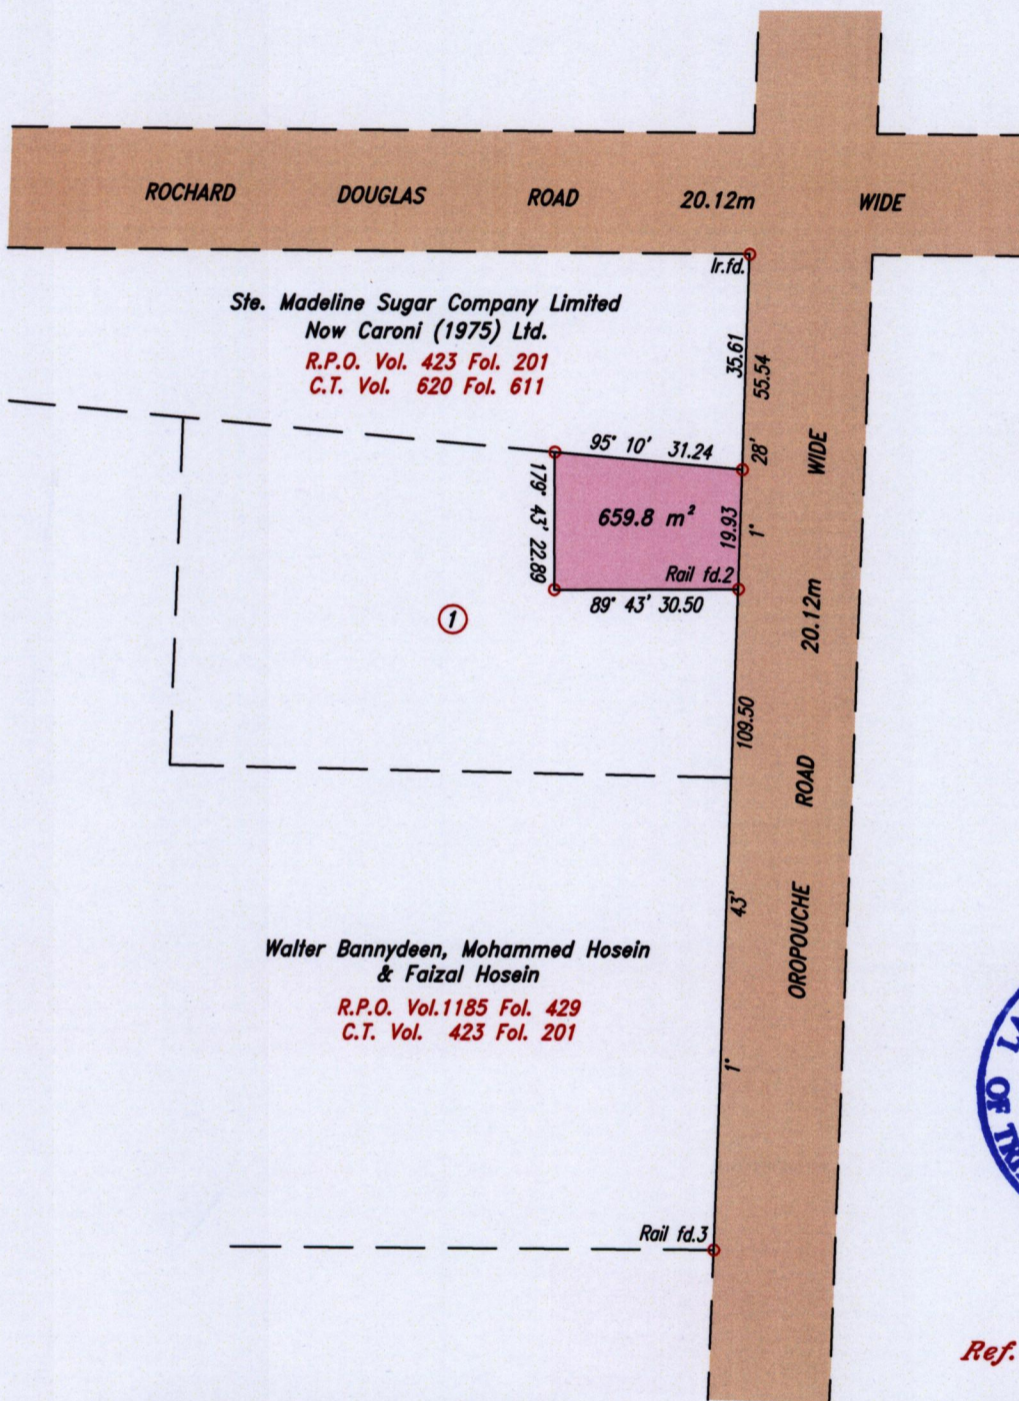 ROCHARD DOUGLAS ROAD 20.12m WIDE
Ir.fd.
Ste. Madeline Sugar Company Limited
Now Caroni (1975) Ltd.
R.P.O. Vol. 423 Fol. 201
C.T. Vol. 620 Fol. 611
35.61
55.54
28'
1°
95° 10' 31.24
179° 43' 22.89
659.8 m²
19.93
Rail fd.2
89° 43' 30.50
1
109.50
43'
1°
OROPOUCHE ROAD 20.12m WIDE
Walter Bannydeen, Mohammed Hosein
& Faizal Hosein
R.P.O. Vol.1185 Fol. 429
C.T. Vol. 423 Fol. 201
Rail fd.3
OF
Ref.